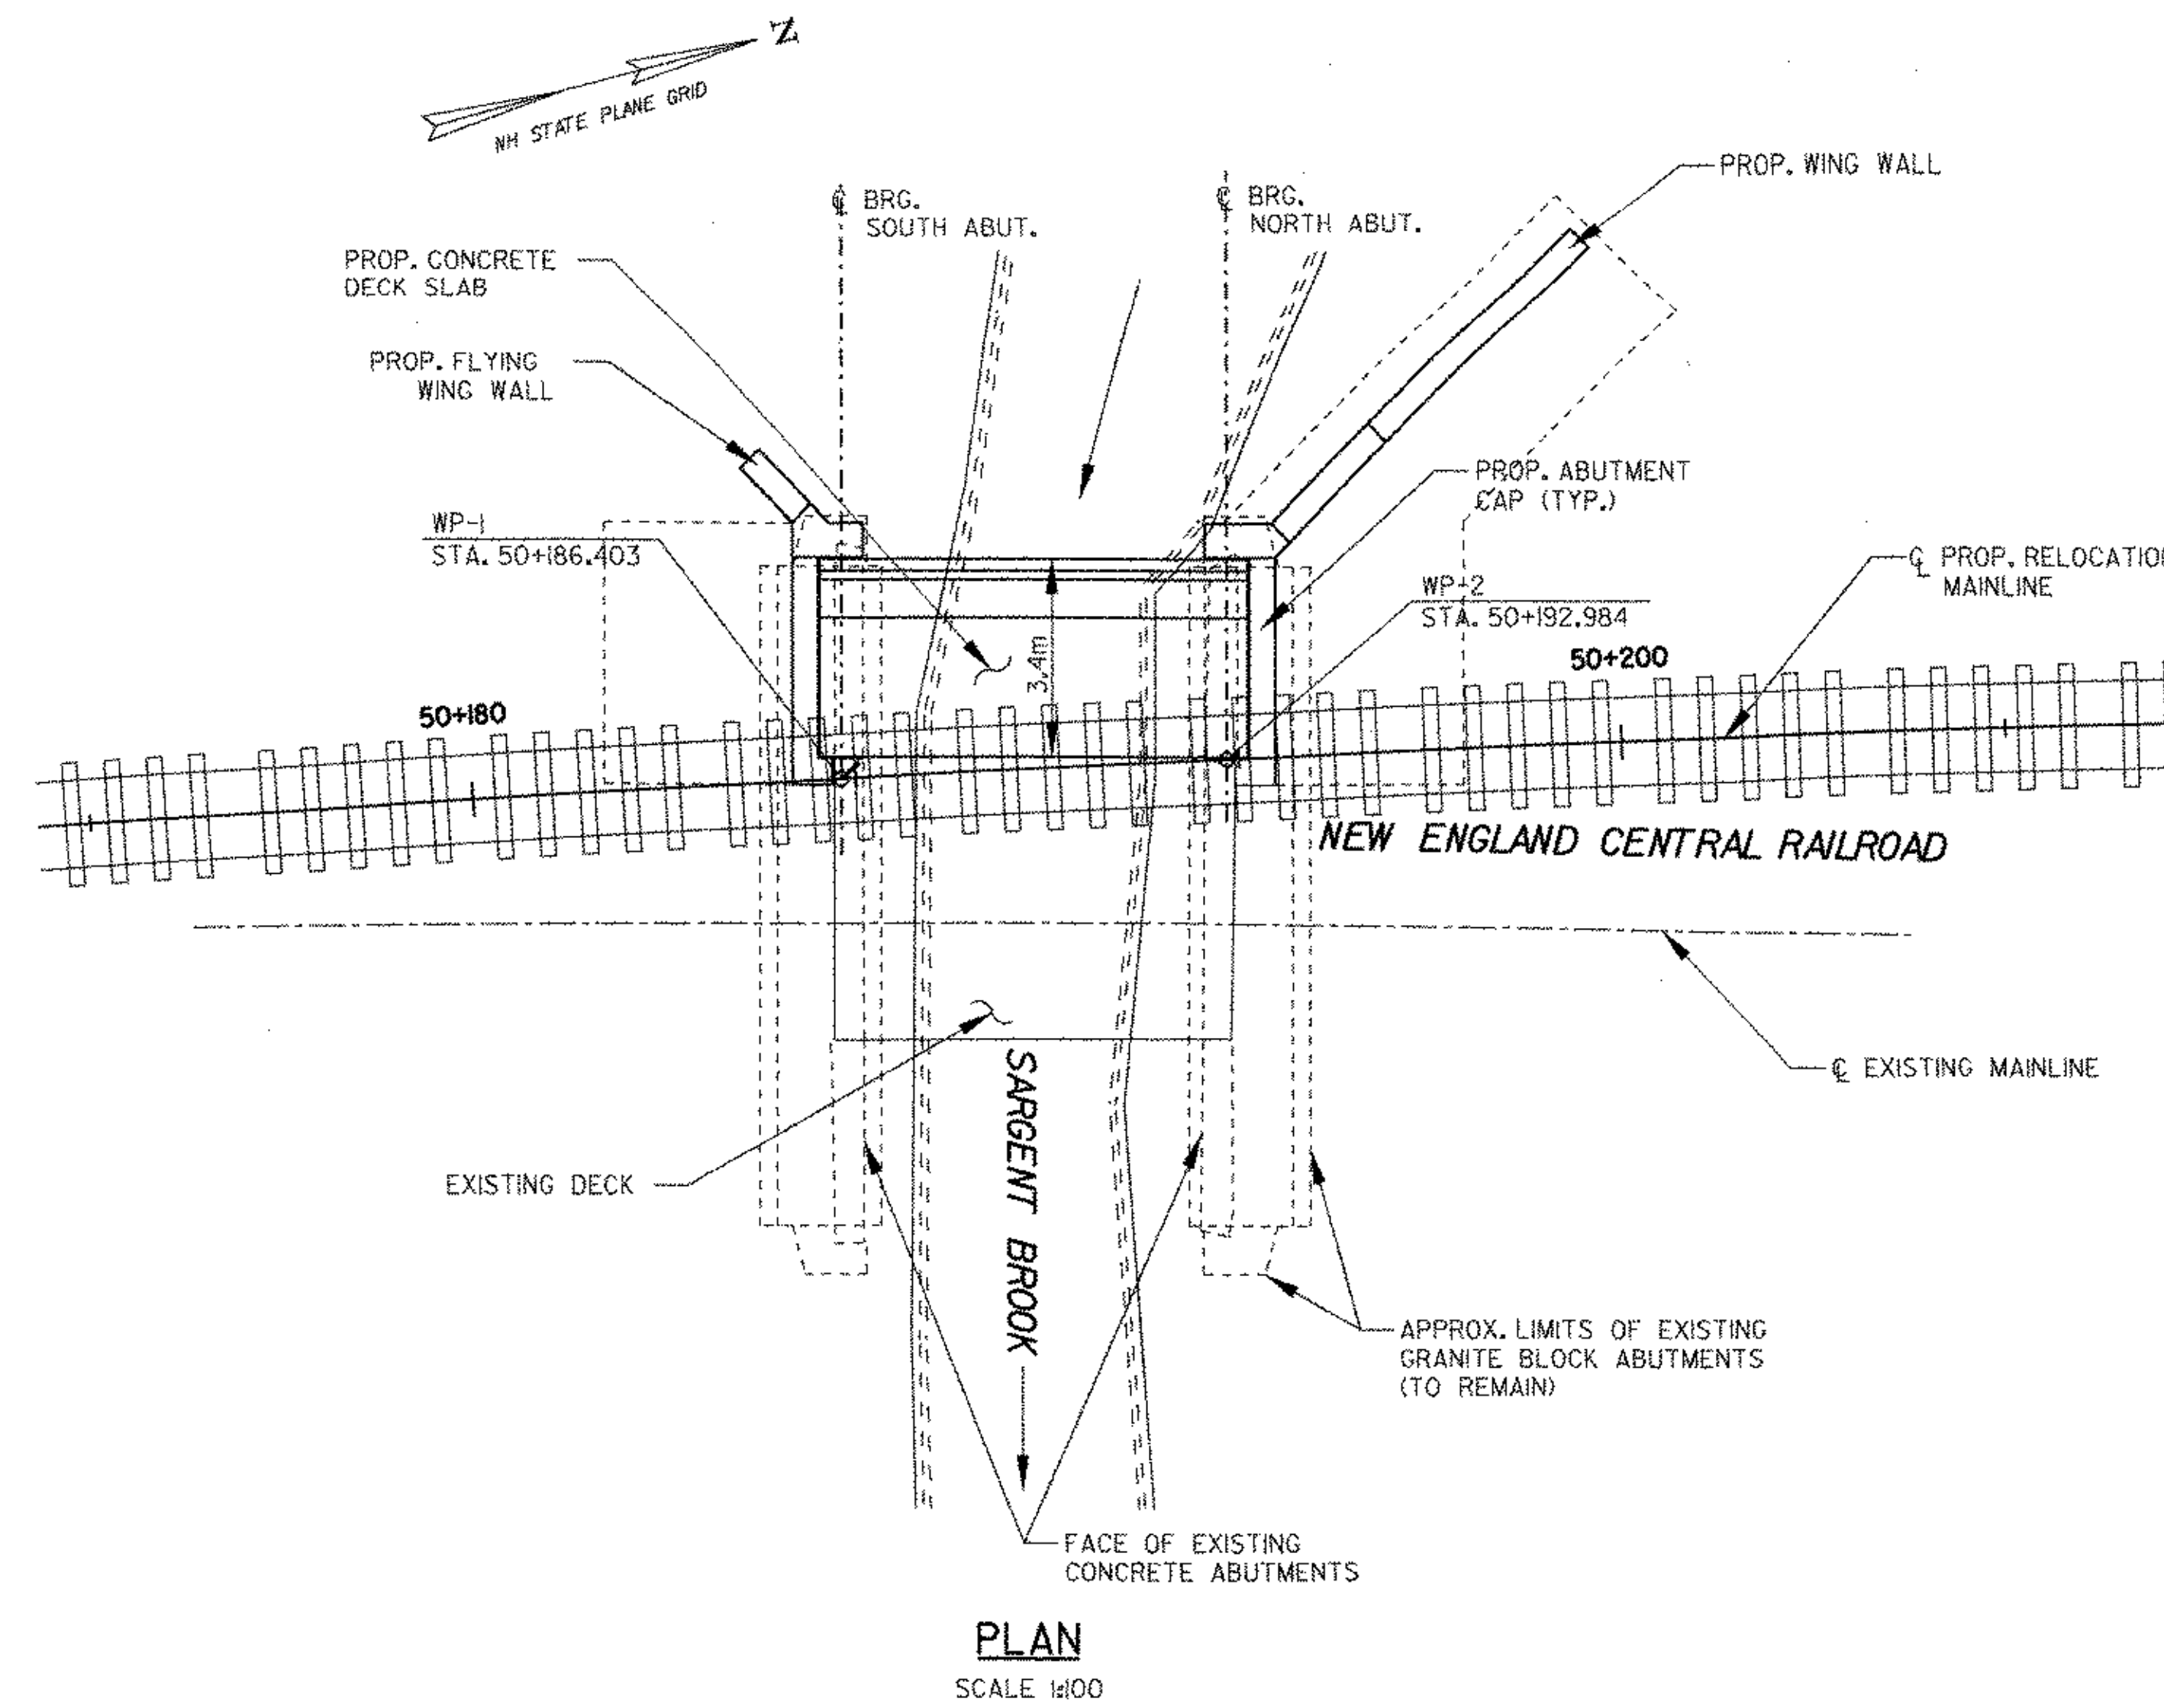 N
NH STATE PLANE GRID
PROP. WING WALL
℄ BRG.
SOUTH ABUT.
℄ BRG.
NORTH ABUT.
PROP. CONCRETE
DECK SLAB
PROP. FLYING
WING WALL
PROP. ABUTMENT
CAP (TYP.)
WP-1
STA. 50+186.403
℄ PROP. RELOCATIO
MAINLINE
WP-2
STA. 50+192.984
3.4m
50+200
50+180
NEW ENGLAND CENTRAL RAILROAD
℄ EXISTING MAINLINE
SARGENT BROOK
EXISTING DECK
APPROX. LIMITS OF EXISTING
GRANITE BLOCK ABUTMENTS
(TO REMAIN)
FACE OF EXISTING
CONCRETE ABUTMENTS
PLAN
SCALE 1:100